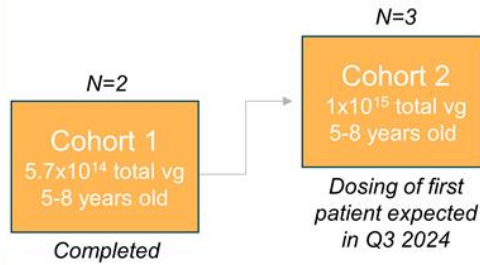 N=2
Cohort 1
5.7x10¹⁴ total vg
5-8 years old
Completed
N=3
Cohort 2
1x10¹⁵ total vg
5-8 years old
Dosing of first
patient expected
in Q3 2024